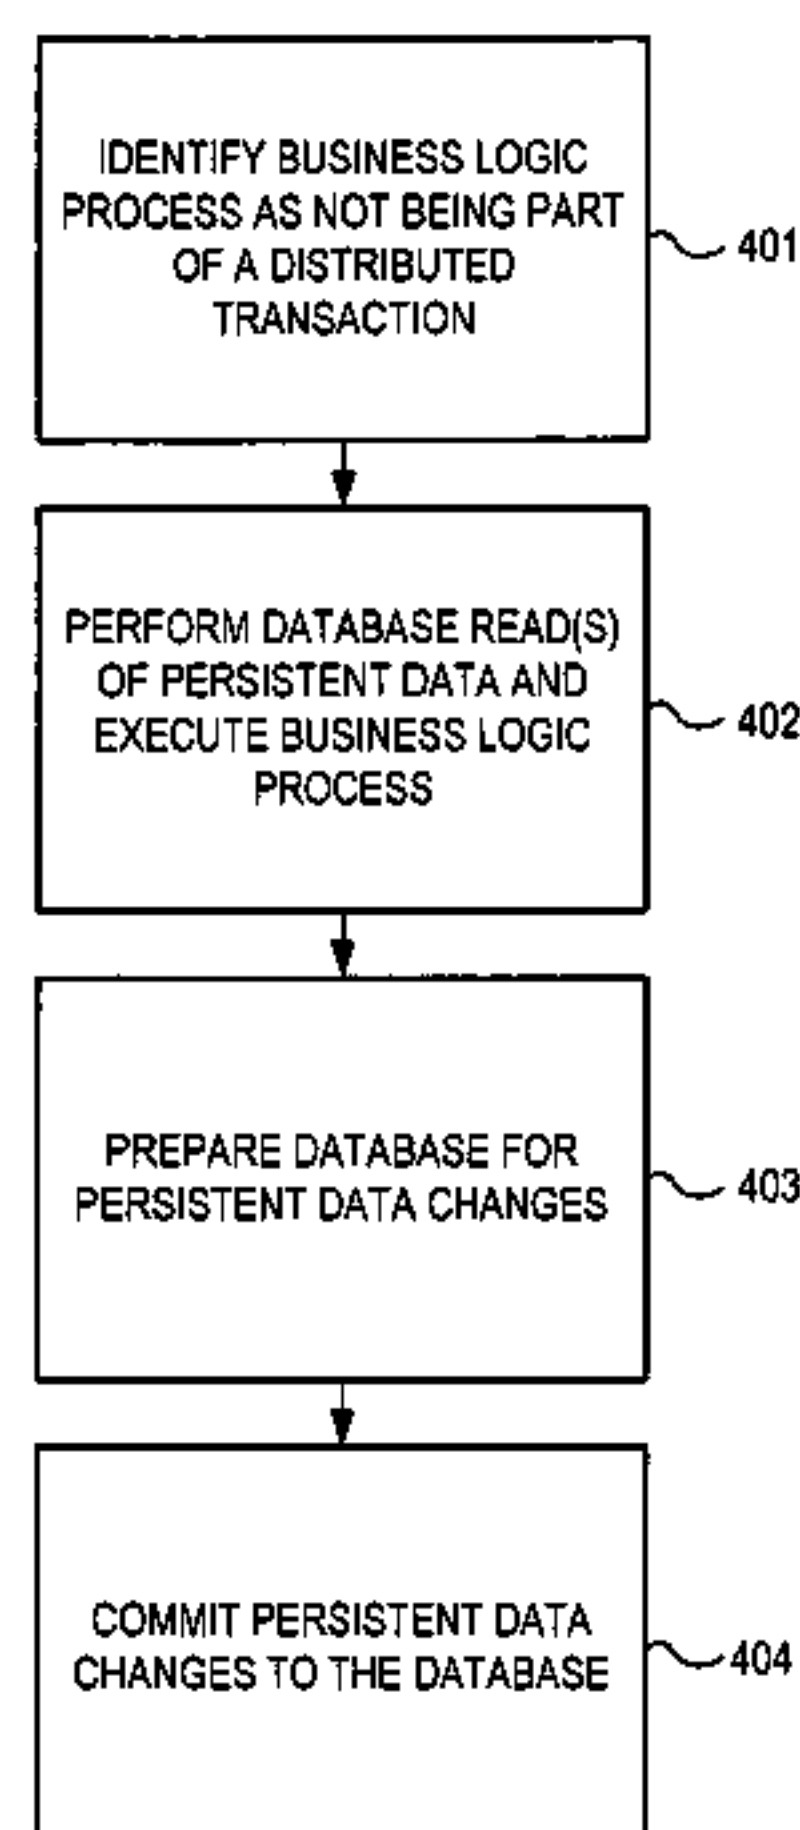 IDENTIFY BUSINESS LOGIC
PROCESS AS NOT BEING PART
OF A DISTRIBUTED
TRANSACTION
401
PERFORM DATABASE READ(S)
OF PERSISTENT DATA AND
EXECUTE BUSINESS LOGIC
PROCESS
402
PREPARE DATABASE FOR
PERSISTENT DATA CHANGES
403
COMMIT PERSISTENT DATA
CHANGES TO THE DATABASE
404